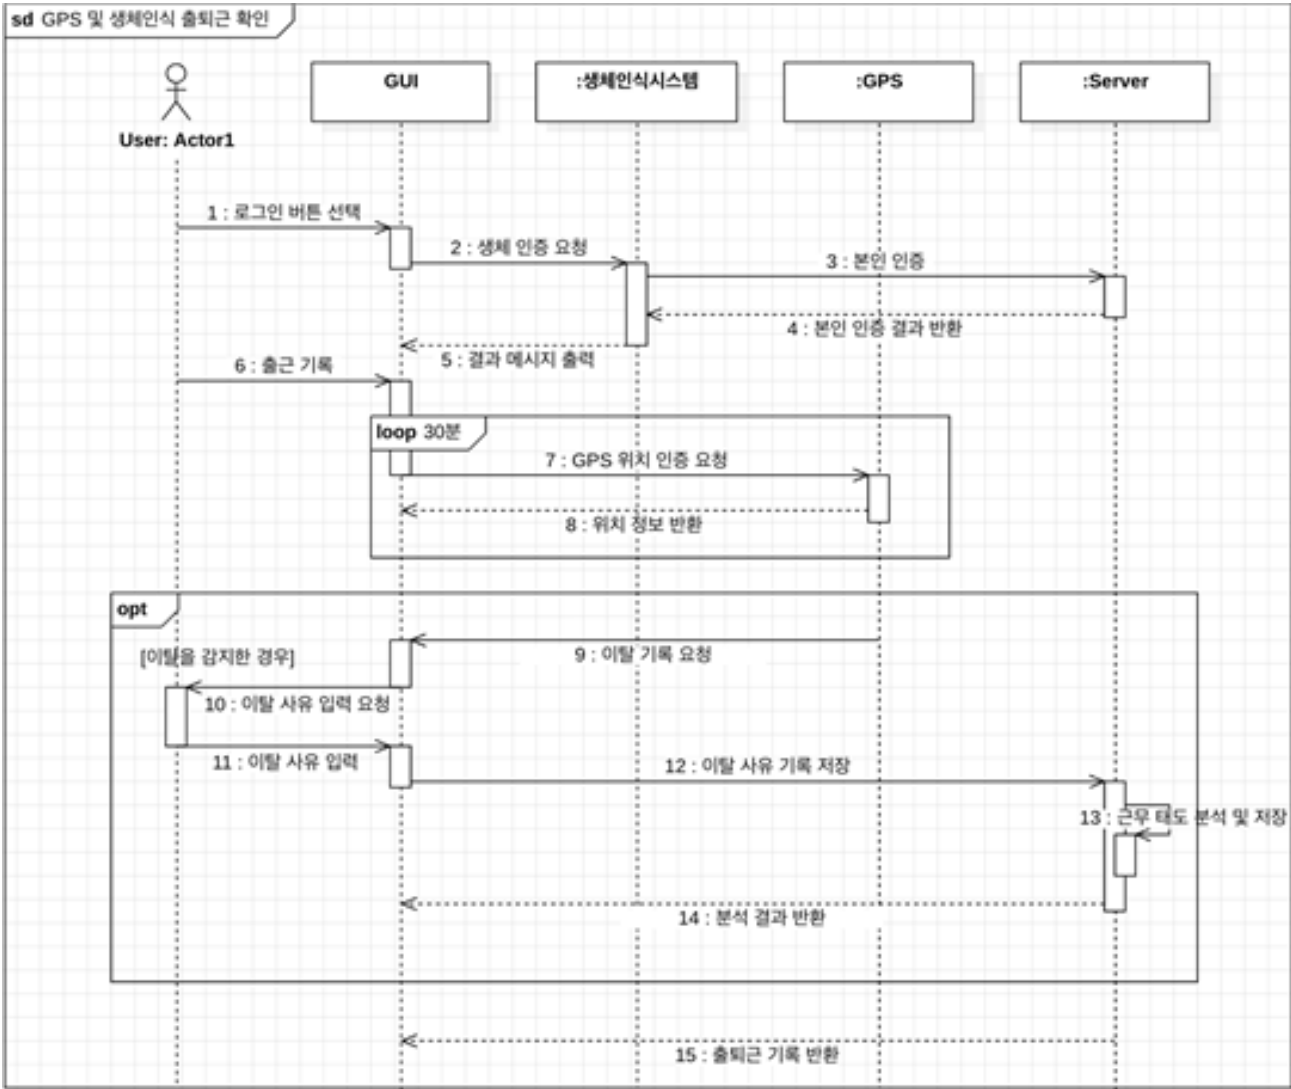 sd GPS 및 생체인식 출퇴근 확인
User: Actor1
GUI
:생체인식시스템
:GPS
:Server
1 : 로그인 버튼 선택
2 : 생체 인증 요청
3 : 본인 인증
4 : 본인 인증 결과 반환
5 : 결과 메시지 출력
6 : 출근 기록
loop 30분
7 : GPS 위치 인증 요청
8 : 위치 정보 반환
opt
[이탈을 감지한 경우]
9 : 이탈 기록 요청
10 : 이탈 사유 입력 요청
11 : 이탈 사유 입력
12 : 이탈 사유 기록 저장
13 : 근무 태도 분석 및 저장
14 : 분석 결과 반환
15 : 출퇴근 기록 반환